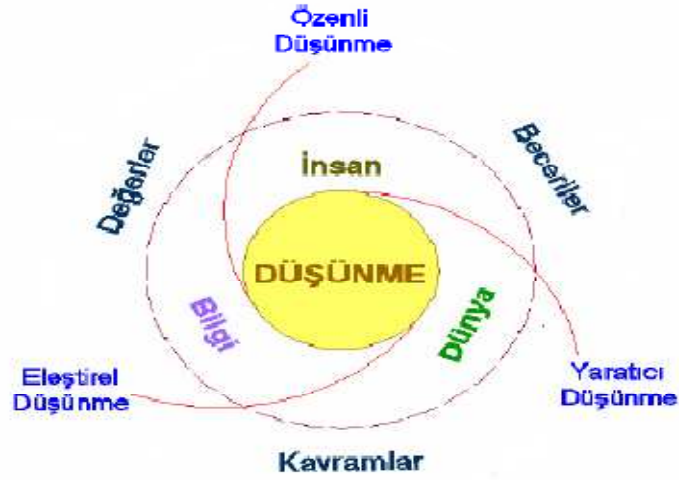 Özenli
Düşünme
Değerler
Beceriler
İnsan
DÜŞÜNME
Bilgi
Dünya
Eleştirel
Düşünme
Yaratıcı
Düşünme
Kavramlar